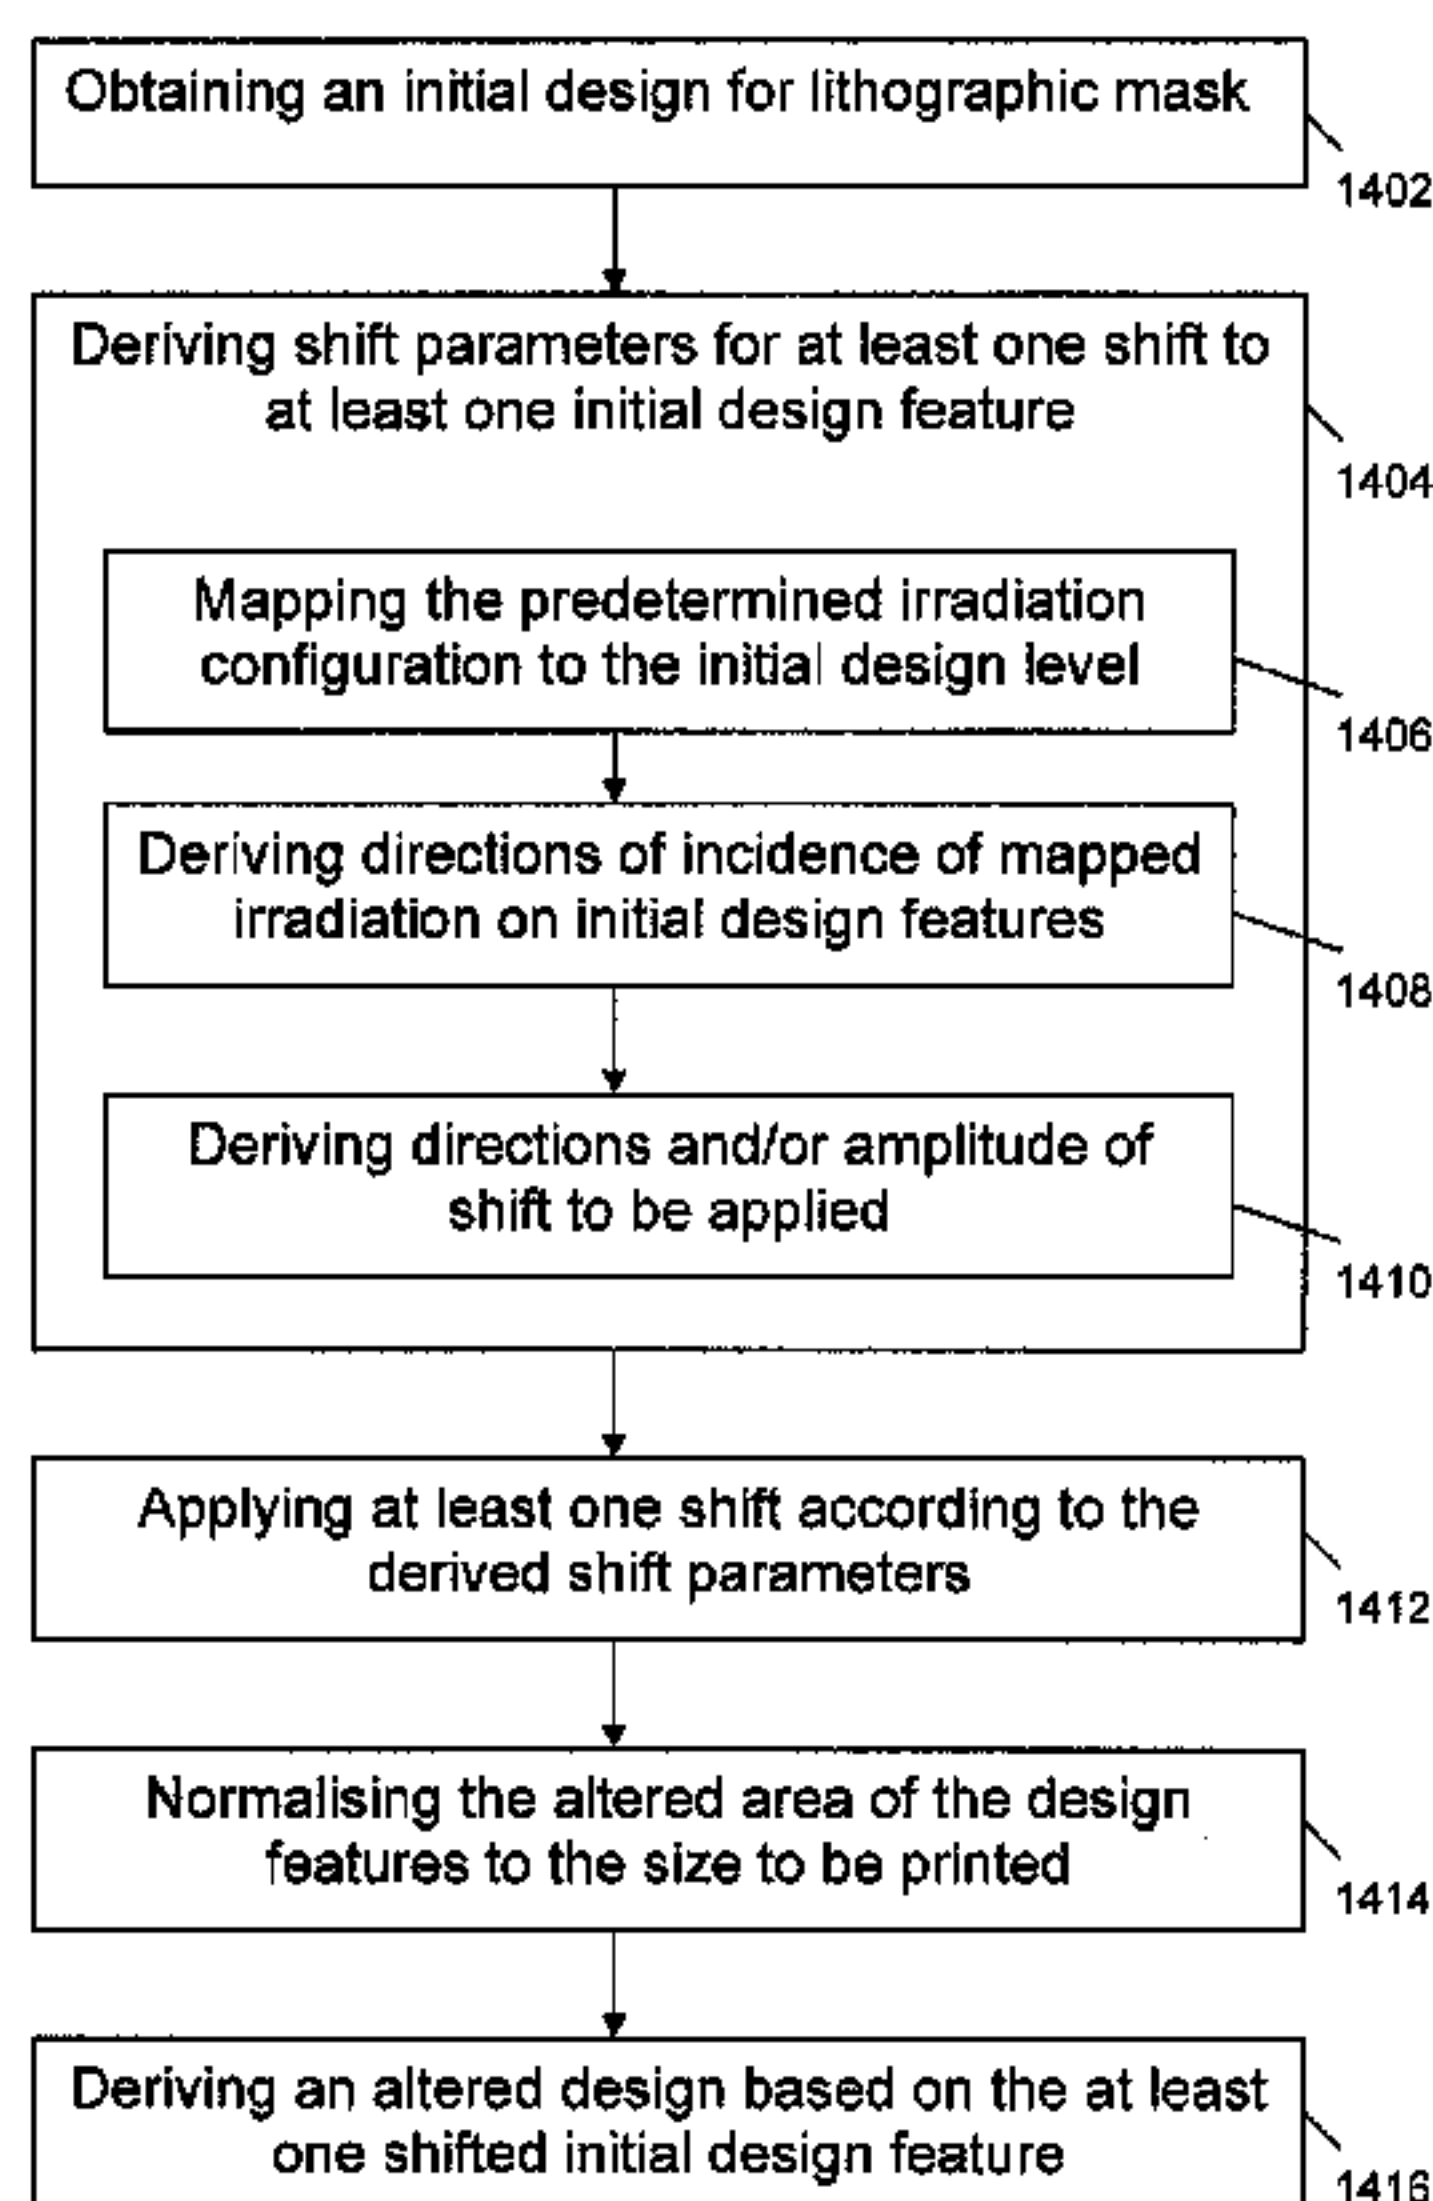 Obtaining an initial design for lithographic mask
1402
Deriving shift parameters for at least one shift to
at least one initial design feature
1404
Mapping the predetermined irradiation
configuration to the initial design level
1406
Deriving directions of incidence of mapped
irradiation on initial design features
1408
Deriving directions and/or amplitude of
shift to be applied
1410
Applying at least one shift according to the
derived shift parameters
1412
Normalising the altered area of the design
features to the size to be printed
1414
Deriving an altered design based on the at least
one shifted initial design feature
1416